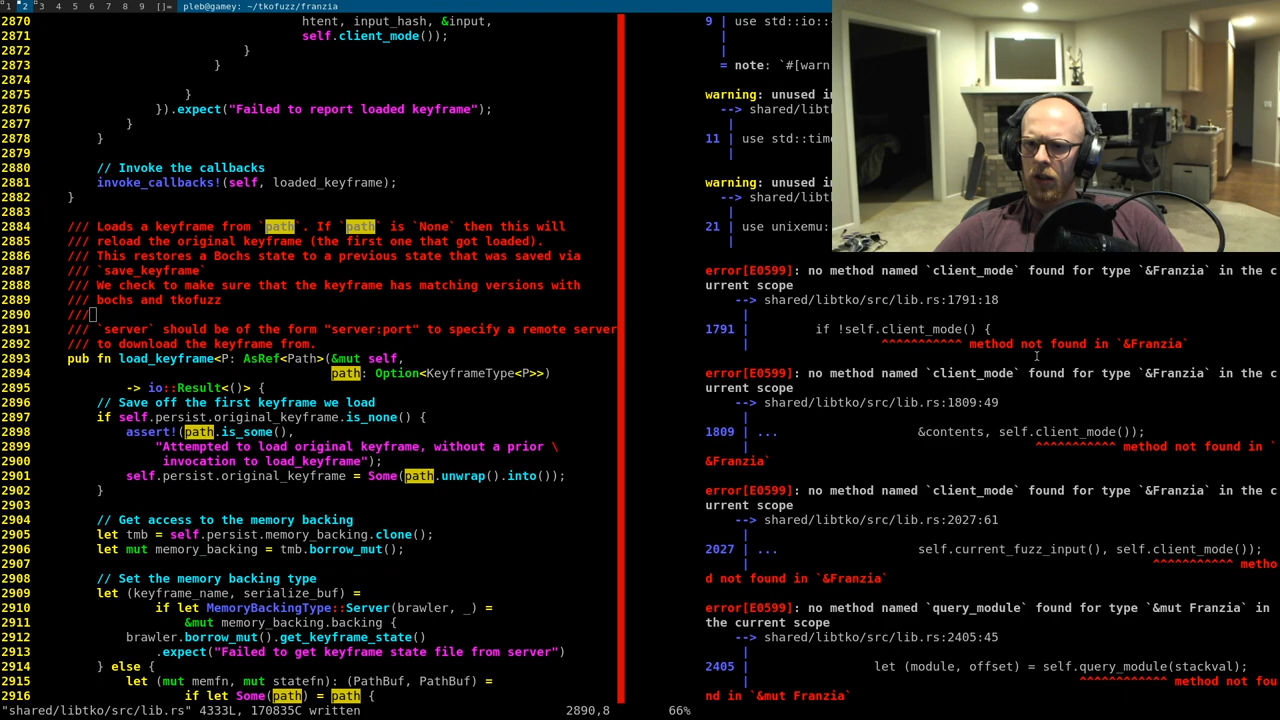 1 2 3 4 5 6 7 8 9 []= pleb@gamey: ~/tkofuzz/franzia
2870 htent, input_hash, &input,
2871 self.client_mode());
2872 }
2873 }
2874
2875 }
2876 }).expect("Failed to report loaded keyframe");
2877 }
2878 }
2879
2880 // Invoke the callbacks
2881 invoke_callbacks!(self, loaded_keyframe);
2882 }
2883
2884 /// Loads a keyframe from `path`. If `path` is `None` then this will
2885 /// reload the original keyframe (the first one that got loaded).
2886 /// This restores a Bochs state to a previous state that was saved via
2887 /// `save_keyframe`
2888 /// We check to make sure that the keyframe has matching versions with
2889 /// bochs and tkofuzz
2890 ///
2891 /// `server` should be of the form "server:port" to specify a remote server
2892 /// to download the keyframe from.
2893 pub fn load_keyframe<P: AsRef<Path>(&mut self,
2894 path: Option<KeyframeType<P>>)
2895 -> io::Result<()> {
2896 // Save off the first keyframe we load
2897 if self.persist.original_keyframe.is_none() {
2898 assert!(path.is_some(),
2899 "Attempted to load original keyframe, without a prior \
2900 invocation to load_keyframe");
2901 self.persist.original_keyframe = Some(path.unwrap().into());
2902 }
2903
2904 // Get access to the memory backing
2905 let tmb = self.persist.memory_backing.clone();
2906 let mut memory_backing = tmb.borrow_mut();
2907
2908 // Set the memory backing type
2909 let (keyframe_name, serialize_buf) =
2910 if let MemoryBackingType::Server(brawler, _) =
2911 &mut memory_backing.backing {
2912 brawler.borrow_mut().get_keyframe_state()
2913 .expect("Failed to get keyframe state file from server")
2914 } else {
2915 let (mut memfn, mut statefn): (PathBuf, PathBuf) =
2916 if let Some(path) = path {
"shared/libtko/src/lib.rs" 4333L, 170835C written 2890,8 66%
9 | use std::io::
|
= note: `#[warn
warning: unused im
--> shared/libtk
|
11 | use std::tim
|
warning: unused im
--> shared/libtk
|
21 | use unixemu:
|
error[E0599]: no method named `client_mode` found for type `&Franzia` in the c
urrent scope
--> shared/libtko/src/lib.rs:1791:18
|
1791 | if !self.client_mode() {
| ^^^^^^^^^^^ method not found in `&Franzia`
error[E0599]: no method named `client_mode` found for type `&Franzia` in the c
urrent scope
--> shared/libtko/src/lib.rs:1809:49
|
1809 | ... &contents, self.client_mode());
| ^^^^^^^^^^^ method not found in `
&Franzia`
error[E0599]: no method named `client_mode` found for type `&Franzia` in the c
urrent scope
--> shared/libtko/src/lib.rs:2027:61
|
2027 | ... self.current_fuzz_input(), self.client_mode());
| ^^^^^^^^^^^ metho
d not found in `&Franzia`
error[E0599]: no method named `query_module` found for type `&mut Franzia` in
the current scope
--> shared/libtko/src/lib.rs:2405:45
|
2405 | let (module, offset) = self.query_module(stackval);
| ^^^^^^^^^^^^ method not fou
nd in `&mut Franzia`